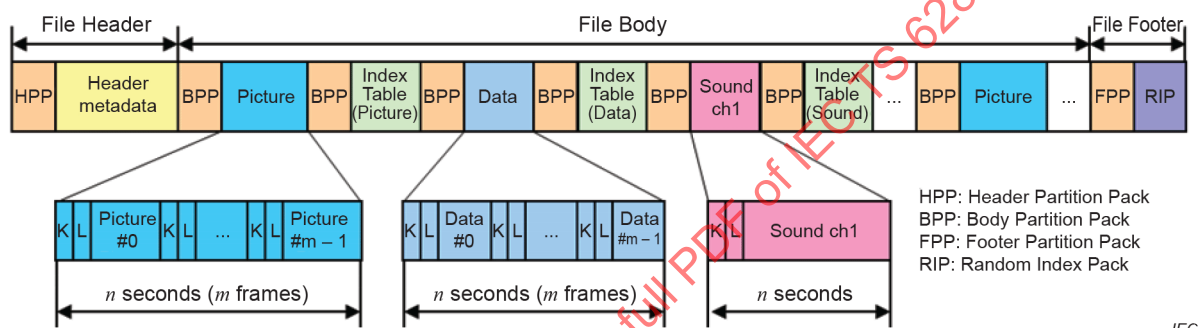 File Header
File Body
File Footer
HPP
Header
metadata
BPP
Picture
BPP
Index
Table
(Picture)
BPP
Data
BPP
Index
Table
(Data)
BPP
Sound
ch1
BPP
Index
Table
(Sound)
...
BPP
Picture
...
FPP
RIP
K
L
Picture
#0
K
L
...
K
L
Picture
#m – 1
K
L
Data
#0
K
L
...
K
L
Data
#m – 1
K
L
Sound ch1
HPP: Header Partition Pack
BPP: Body Partition Pack
FPP: Footer Partition Pack
RIP: Random Index Pack
n seconds (m frames)
n seconds (m frames)
n seconds
full PDF of IEC TS 628
IEC